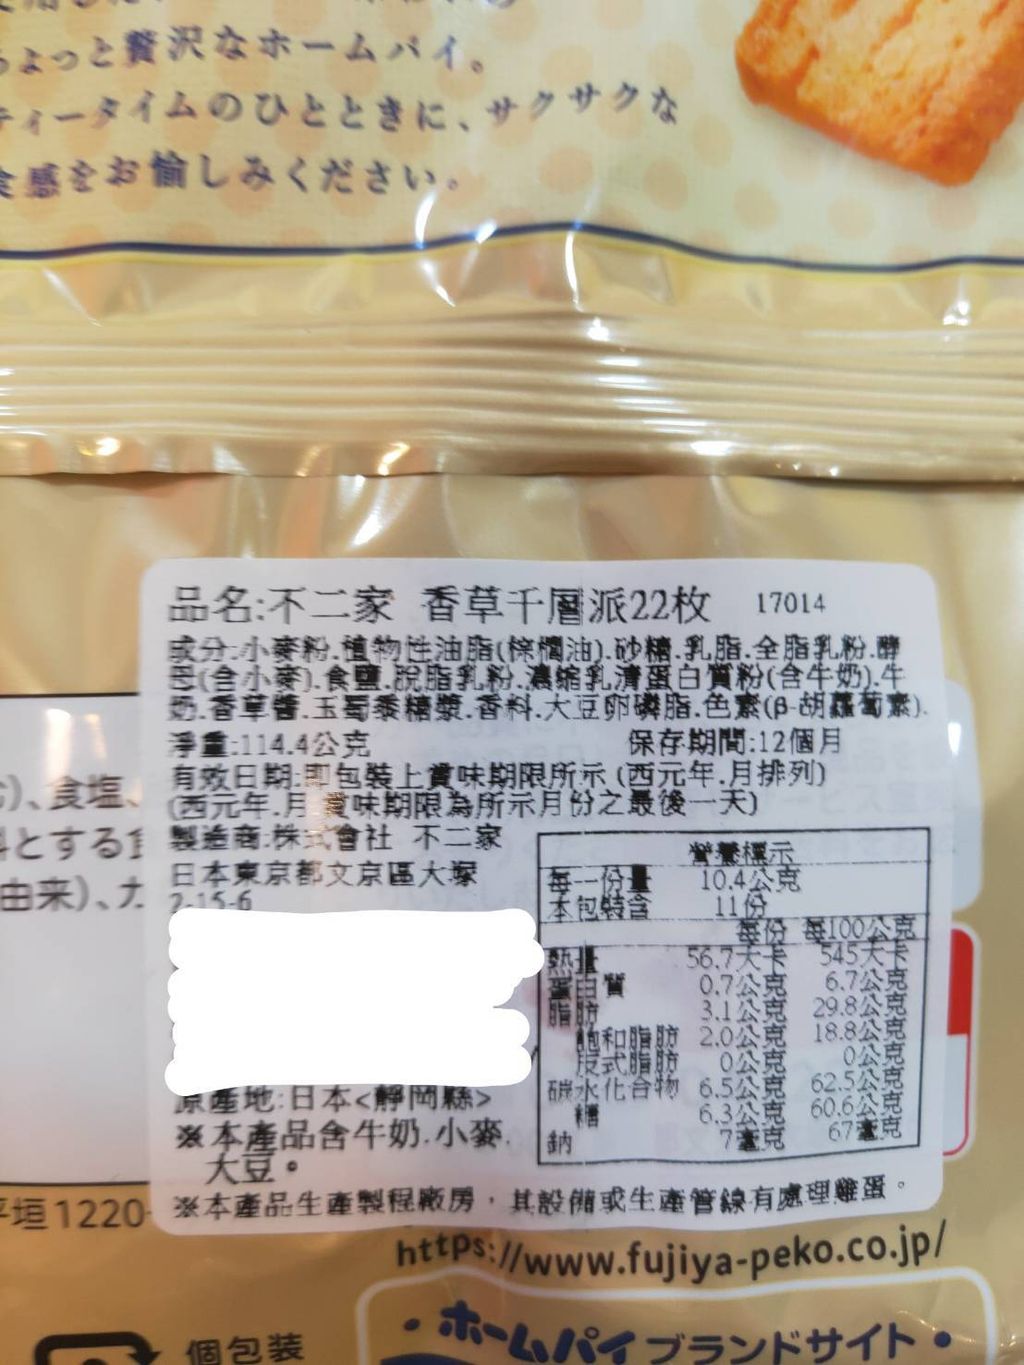 ちょっと贅沢なホームパイ。
ティータイムのひとときに、サクサクな
食感をお愉しみください。
品名:不二家 香草千層派22枚 17014
成分:小麥粉.植物性油脂(棕櫚油).砂糖.乳脂.全脂乳粉.酵
母(含小麥).食鹽.脫脂乳粉.濃縮乳清蛋白質粉(含牛奶).牛
奶.香草醬.玉蜀黍糖漿.香料.大豆卵磷脂.色素(β-胡蘿蔔素).
淨重:114.4公克 保存期間:12個月
有效日期:即包裝上賞味期限所示(西元年.月排列)
(西元年.月 賞味期限為所示月份之最後一天)
製造商:株式會社 不二家
日本東京都文京區大塚
2-15-6
原產地:日本<靜岡縣>
※本產品含牛奶.小麥.
大豆。
營養標示
每一份量 10.4公克
本包裝含 11份
每份 每100公克
熱量 56.7大卡 545大卡
蛋白質 0.7公克 6.7公克
脂肪 3.1公克 29.8公克
飽和脂肪 2.0公克 18.8公克
反式脂肪 0公克 0公克
碳水化合物 6.5公克 62.5公克
糖 6.3公克 60.6公克
鈉 7毫克 67毫克
※本產品生產製程廠房，其設備或生產管線有處理雞蛋。
)、食塩、
料とする食
由来)、カ
平垣1220-
https://www.fujiya-peko.co.jp/
・ホームパイブランドサイト・
個包装